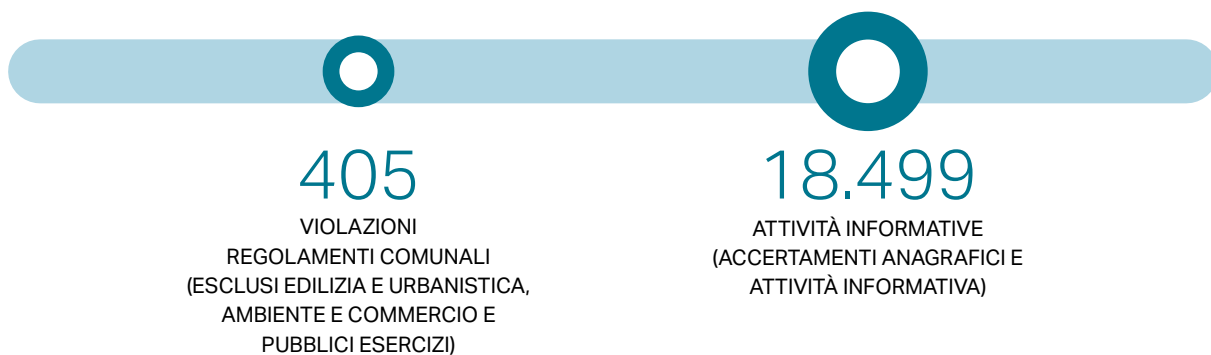 405
VIOLAZIONI
REGOLAMENTI COMUNALI
(ESCLUSI EDILIZIA E URBANISTICA,
AMBIENTE E COMMERCIO E
PUBBLICI ESERCIZI)
18.499
ATTIVITÀ INFORMATIVE
(ACCERTAMENTI ANAGRAFICI E
ATTIVITÀ INFORMATIVA)